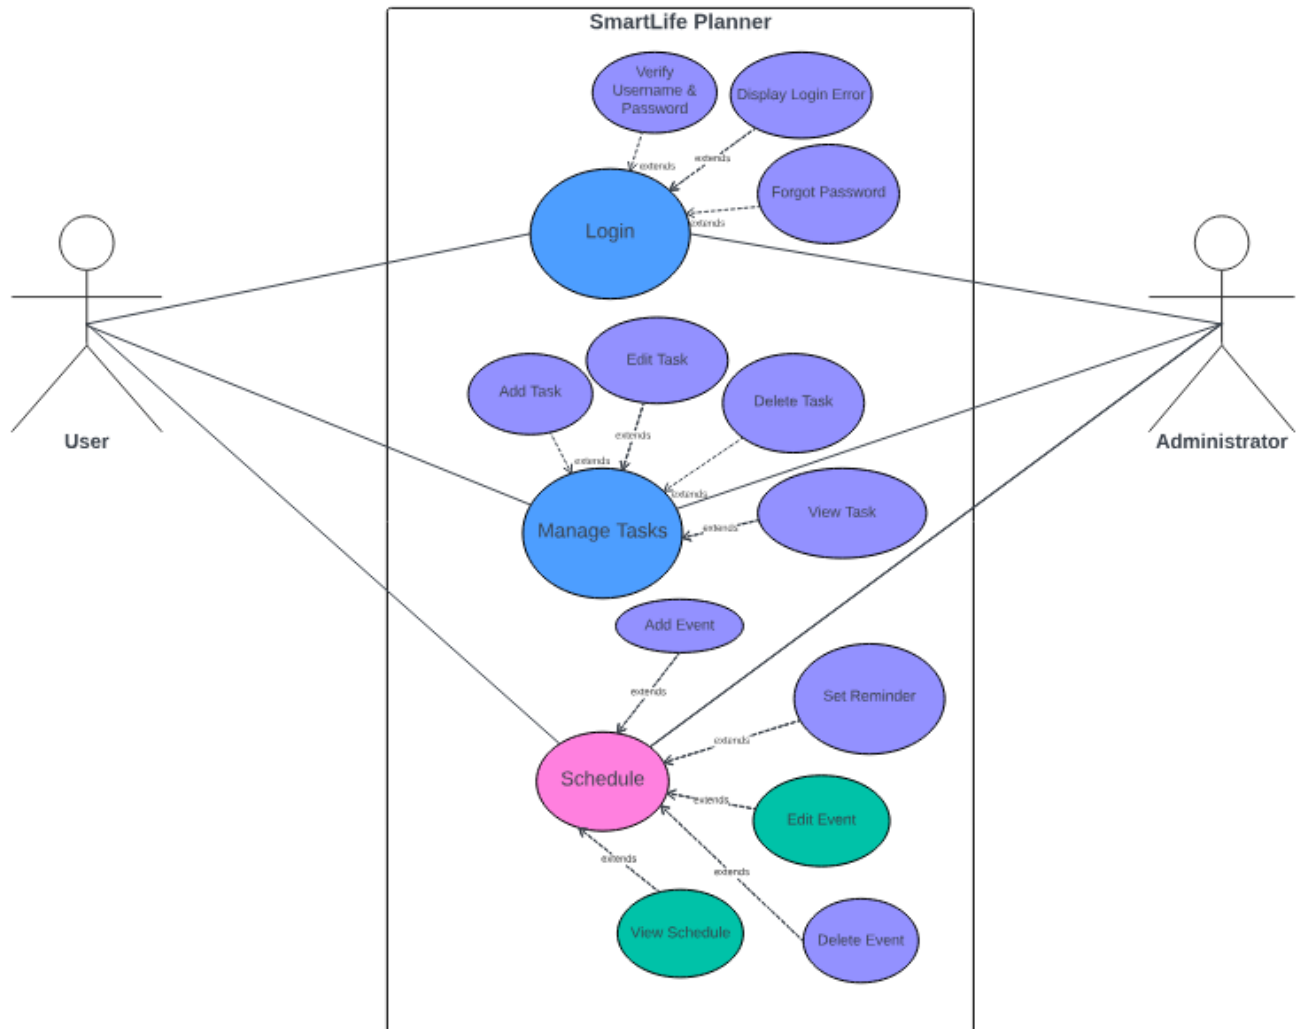 SmartLife Planner
Verify
Username &
Password
Display Login Error
extends
extends
Forgot Password
extends
Login
User
Administrator
Edit Task
Add Task
Delete Task
extends
extends
extends
View Task
extends
Manage Tasks
Add Event
extends
Set Reminder
extends
Schedule
extends
Edit Event
extends
extends
View Schedule
Delete Event